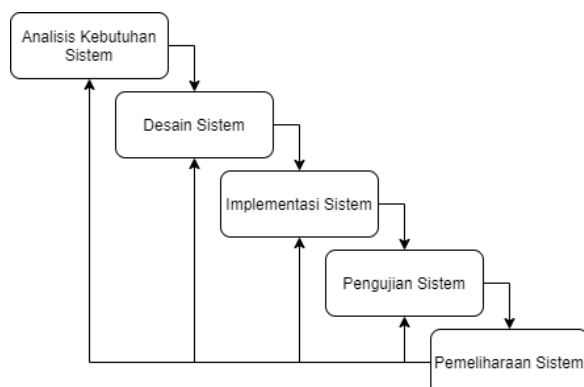 Analisis Kebutuhan
Sistem
Desain Sistem
Implementasi Sistem
Pengujian Sistem
Pemeliharaan Sistem